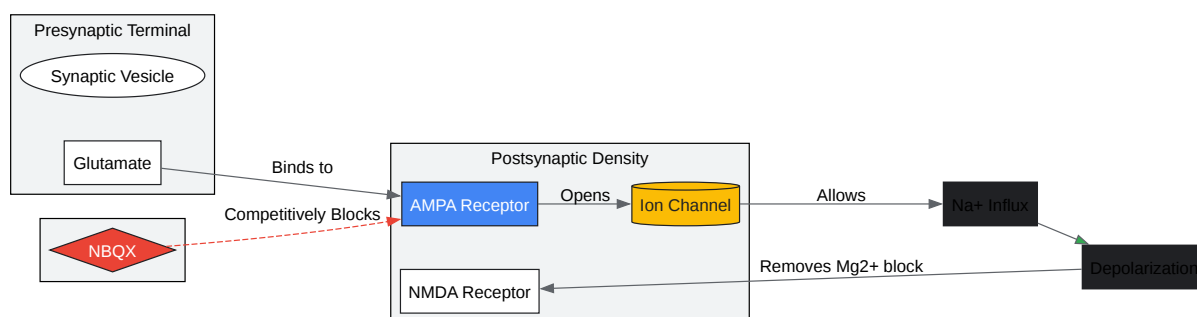 Presynaptic Terminal
Synaptic Vesicle
Glutamate
Binds to
Competitively Blocks
NBQX
Postsynaptic Density
AMPA Receptor
Opens
Ion Channel
Allows
Na+ Influx
Depolarization
Removes Mg2+ block
NMDA Receptor